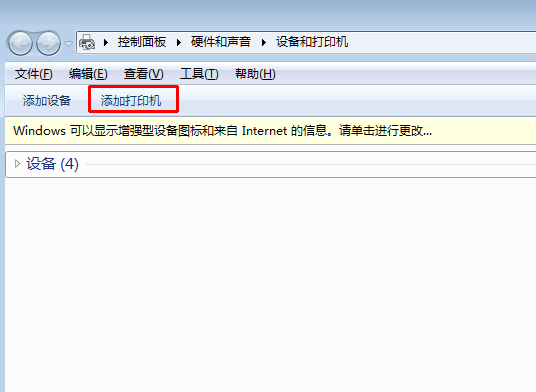 控制面板 ▸ 硬件和声音 ▸ 设备和打印机
文件(F) 编辑(E) 查看(V) 工具(T) 帮助(H)
添加设备 添加打印机
Windows 可以显示增强型设备图标和来自 Internet 的信息。请单击进行更改...
设备 (4)